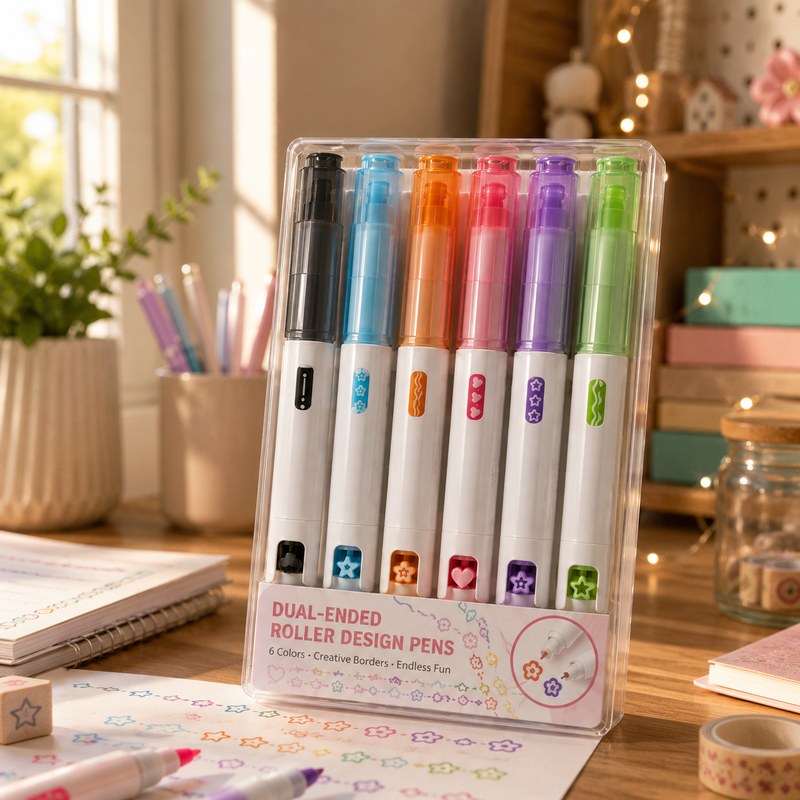 DUAL-ENDED
ROLLER DESIGN PENS
6 Colors • Creative Borders • Endless Fun